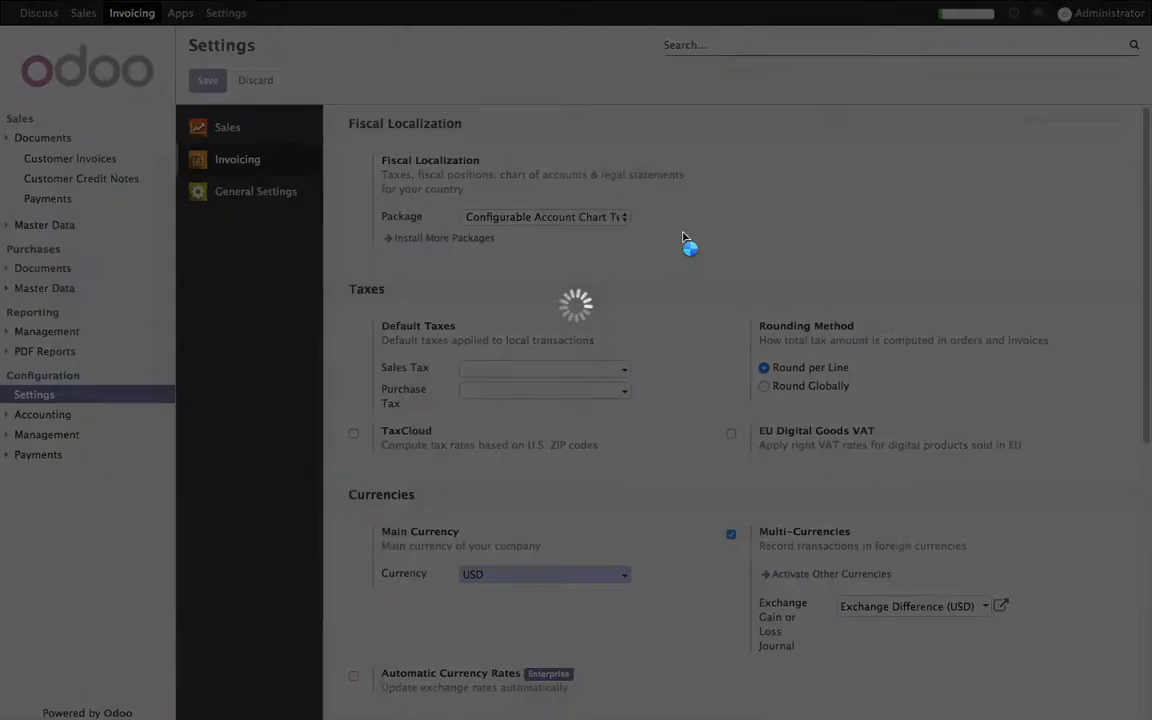 Discuss Sales Invoicing Apps Settings Administrator
odoo
Settings
Search...
Save Discard
Sales
Documents
Customer Invoices
Customer Credit Notes
Payments
Master Data
Purchases
Documents
Master Data
Reporting
Management
PDF Reports
Configuration
Settings
Accounting
Management
Payments
Powered by Odoo
Sales
Invoicing
General Settings
Fiscal Localization
Fiscal Localization
Taxes, fiscal positions, chart of accounts & legal statements
for your country
Package Configurable Account Chart Te
Install More Packages
Taxes
Default Taxes
Default taxes applied to local transactions
Sales Tax
Purchase
Tax
Rounding Method
How total tax amount is computed in orders and invoices
Round per Line
Round Globally
TaxCloud
Compute tax rates based on U.S. ZIP codes
EU Digital Goods VAT
Apply right VAT rates for digital products sold in EU
Currencies
Main Currency
Main currency of your company
Currency USD
Multi-Currencies
Record transactions in foreign currencies
Activate Other Currencies
Exchange
Gain or
Loss
Journal
Exchange Difference (USD)
Automatic Currency Rates Enterprise
Update exchange rates automatically